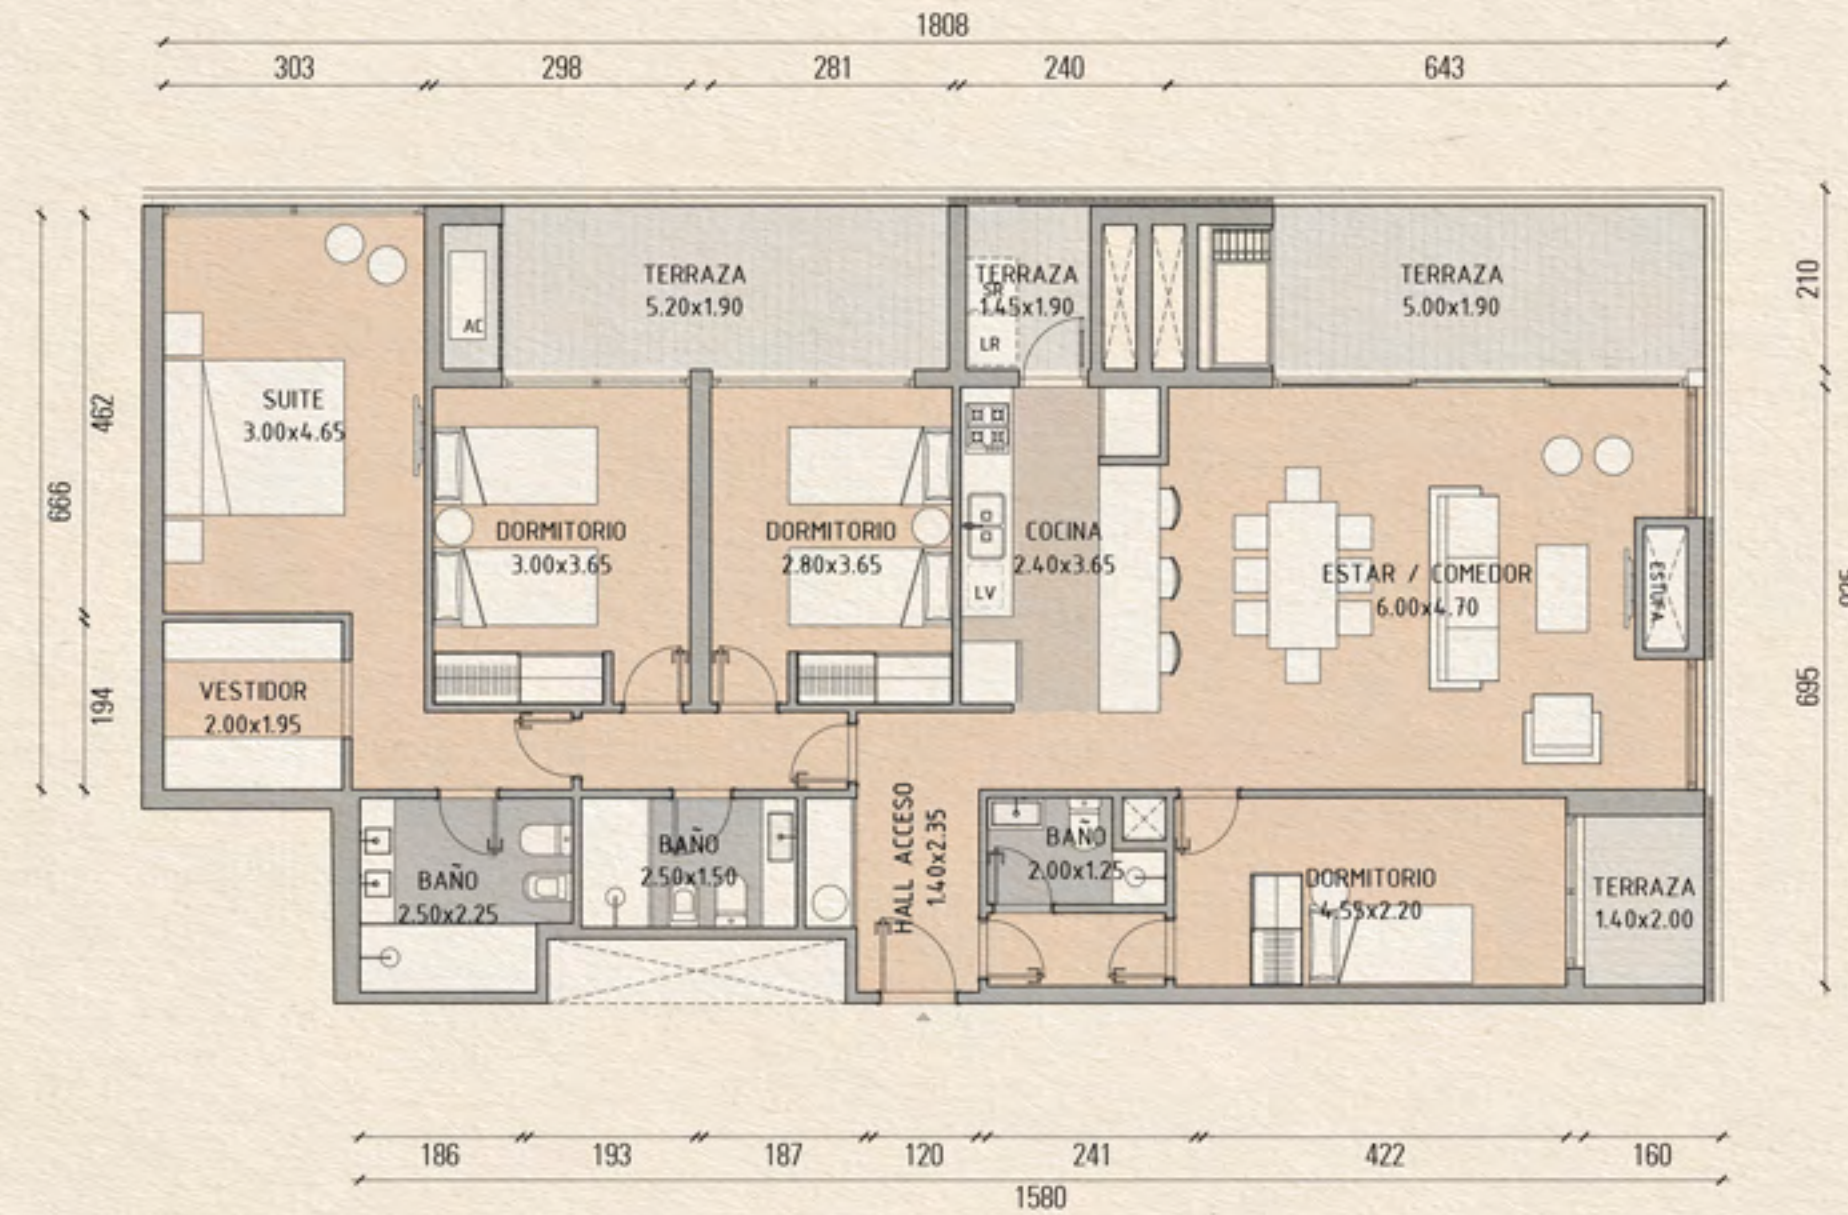 1808
303
298
281
240
643
TERRAZA
5.20x1.90
TERRAZA
1.45x1.90
SR
LR
TERRAZA
5.00x1.90
AC
210
666
462
194
695
SUITE
3.00x4.65
DORMITORIO
3.00x3.65
DORMITORIO
2.80x3.65
COCINA
2.40x3.65
LV
ESTAR / COMEDOR
6.00x4.70
ESTUFA
VESTIDOR
2.00x1.95
BAÑO
2.50x2.25
BAÑO
2.50x1.50
HALL ACCESO
1.40x2.35
BAÑO
2.00x1.25
DORMITORIO
4.55x2.20
TERRAZA
1.40x2.00
186
193
187
120
241
422
160
1580